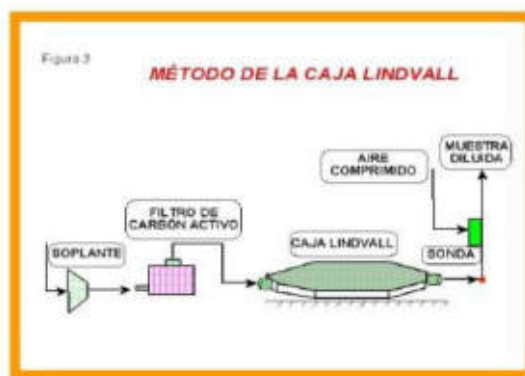 Figura 3
MÉTODO DE LA CAJA LINDVALL
MUESTRA
DILUIDA
AIRE
COMPRIMIDO
FILTRO DE
CARBÓN ACTIVO
SOPLANTE
CAJA LINDVALL
SONDA